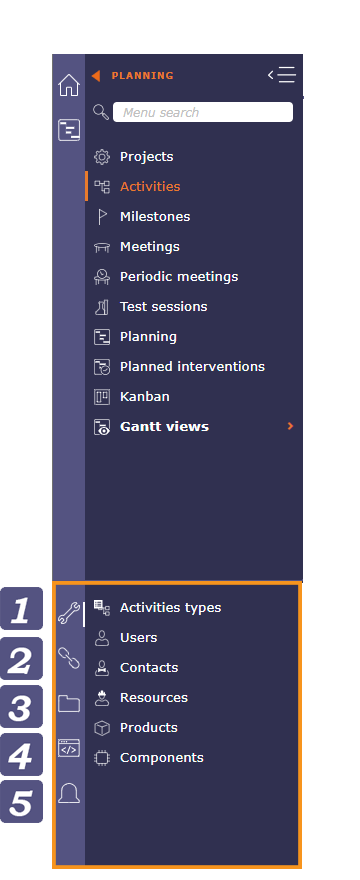 PLANNING
Menu search
Projects
Activities
Milestones
Meetings
Periodic meetings
Test sessions
Planning
Planned interventions
Kanban
Gantt views
1 Activities types
2 Users
Contacts
3 Resources
Products
4 </> Components
5